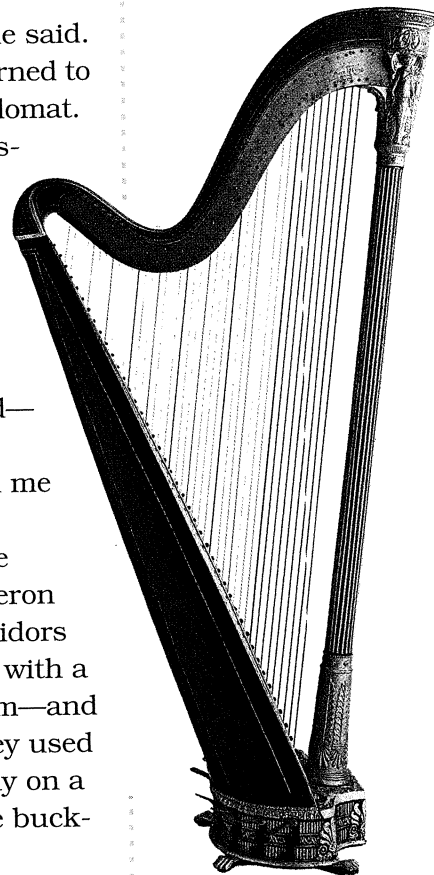 e said.
rned to
lomat.
s-
d—
me
e
eron
idors
with a
m—and
ey used
y on a
e buck-